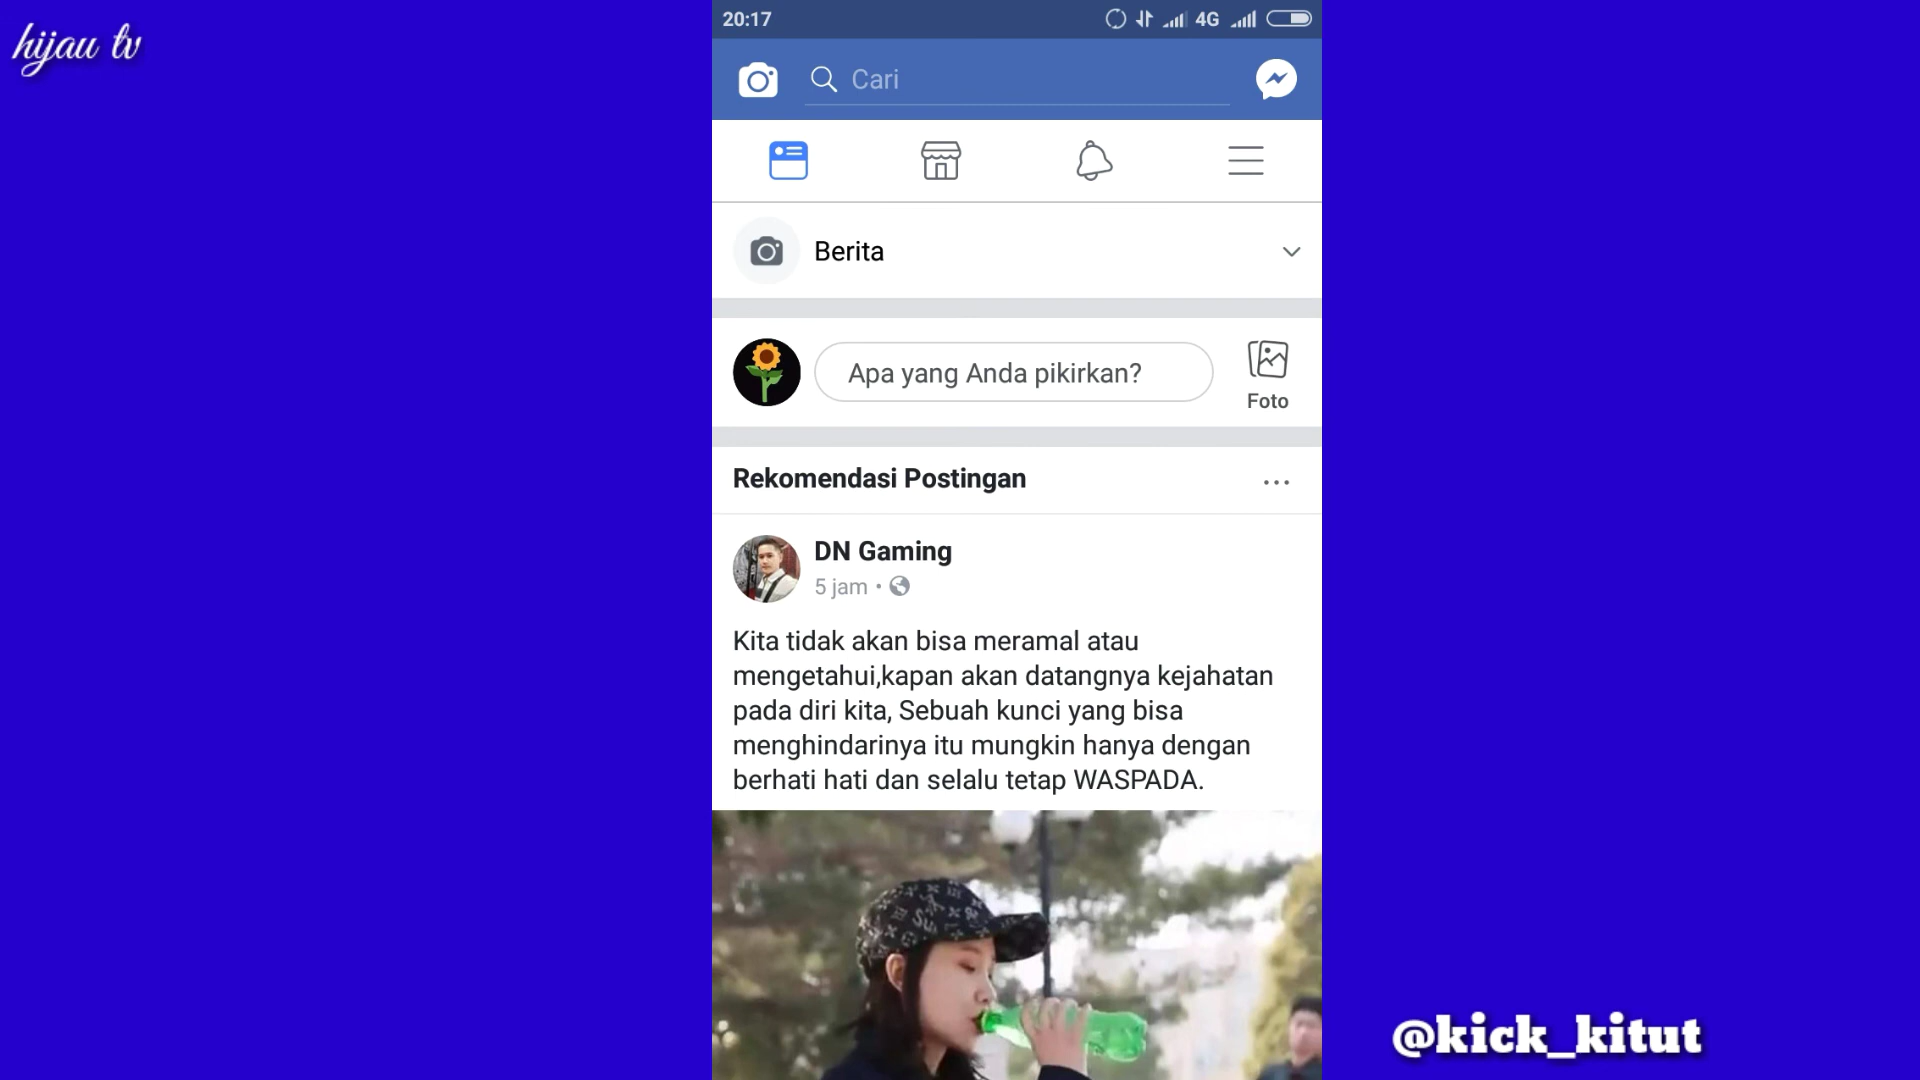 hijau tv
20:17
4G
Cari
Berita
Apa yang Anda pikirkan?
Foto
Rekomendasi Postingan
DN Gaming
5 jam
Kita tidak akan bisa meramal atau
mengetahui,kapan akan datangnya kejahatan
pada diri kita, Sebuah kunci yang bisa
menghindarinya itu mungkin hanya dengan
berhati hati dan selalu tetap WASPADA.
@kick_kitut